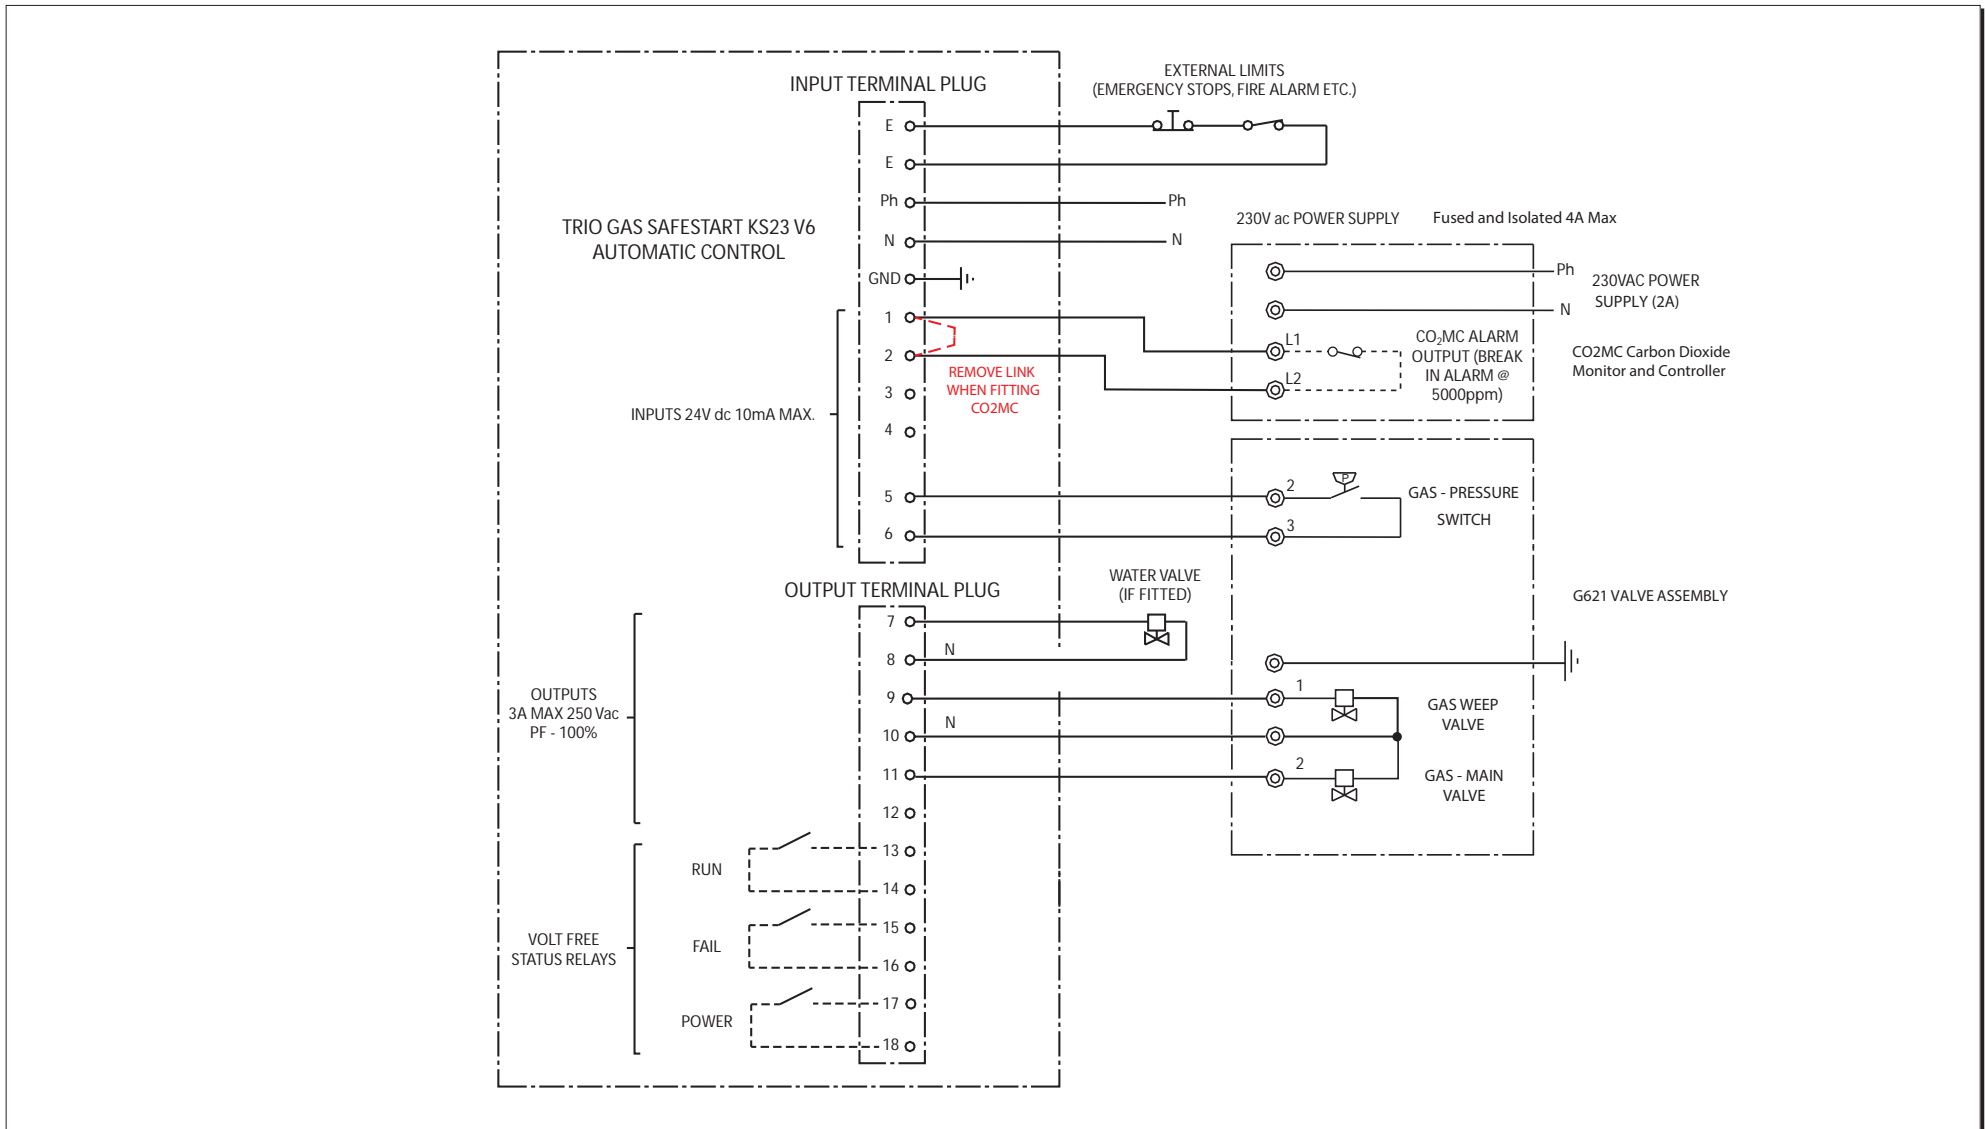 INPUT TERMINAL PLUG
EXTERNAL LIMITS
(EMERGENCY STOPS, FIRE ALARM ETC.)
E
E
Ph
Ph
N
N
GND
TRIO GAS SAFESTART KS23 V6
AUTOMATIC CONTROL
230V ac POWER SUPPLY
Fused and Isolated 4A Max
Ph
N
230VAC POWER
SUPPLY (2A)
1
2
3
4
5
6
REMOVE LINK
WHEN FITTING
CO2MC
INPUTS 24V dc 10mA MAX.
L1
L2
CO₂MC ALARM
OUTPUT (BREAK
IN ALARM @
5000ppm)
CO2MC Carbon Dioxide
Monitor and Controller
2
3
P
GAS - PRESSURE
SWITCH
OUTPUT TERMINAL PLUG
WATER VALVE
(IF FITTED)
G621 VALVE ASSEMBLY
7
8
N
9
10
N
11
12
13
14
15
16
17
18
OUTPUTS
3A MAX 250 Vac
PF - 100%
1
GAS WEEP
VALVE
2
GAS - MAIN
VALVE
RUN
FAIL
POWER
VOLT FREE
STATUS RELAYS